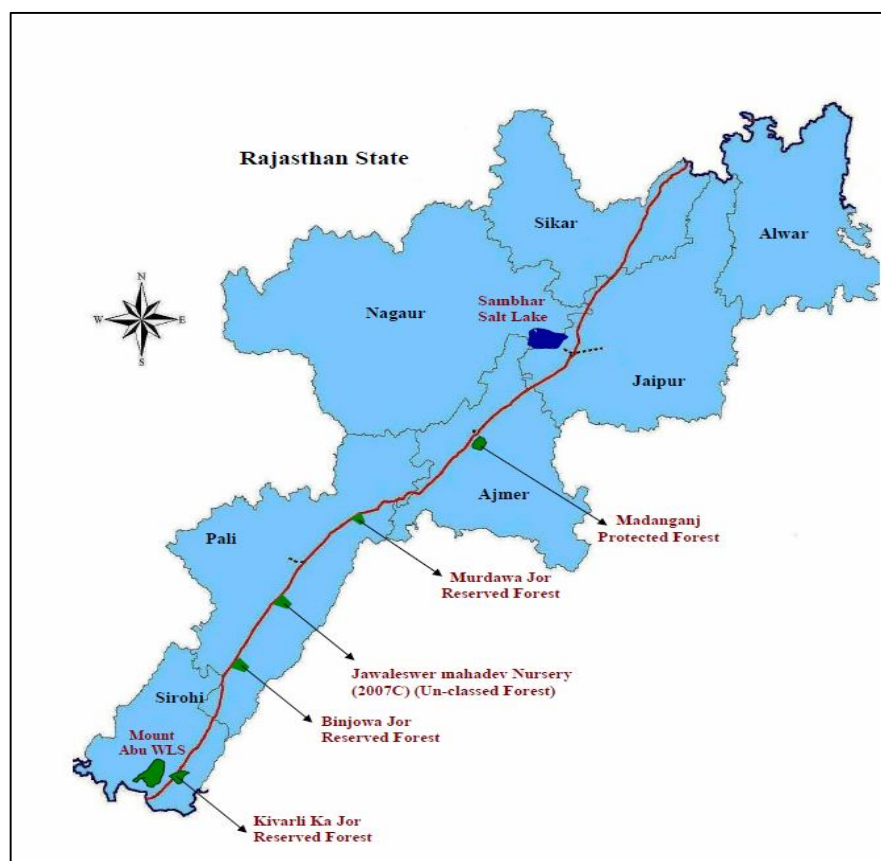 Rajasthan State
Sikar
Alwar
N
W
E
S
Nagaur
Sambhar
Salt Lake
Jaipur
Ajmer
Madanganj
Protected Forest
Pali
Murdawa Jor
Reserved Forest
Jawaleswer mahadev Nursery
(2007C) (Un-classed Forest)
Sirohi
Binjowa Jor
Reserved Forest
Mount
Abu WLS
Kivarli Ka Jor
Reserved Forest